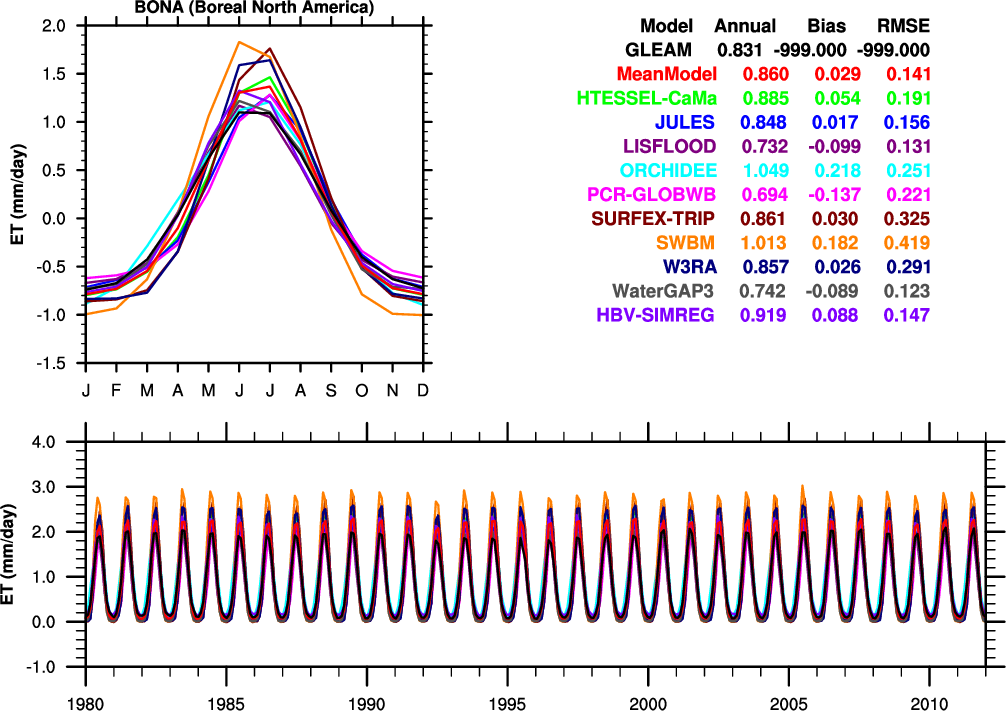 BONA (Boreal North America)
2.0
1.5
1.0
0.5
0.0
-0.5
-1.0
-1.5
ET (mm/day)
J F M A M J J A S O N D
Model Annual Bias RMSE
GLEAM 0.831 -999.000 -999.000
MeanModel 0.860 0.029 0.141
HTESSEL-CaMa 0.885 0.054 0.191
JULES 0.848 0.017 0.156
LISFLOOD 0.732 -0.099 0.131
ORCHIDEE 1.049 0.218 0.251
PCR-GLOBWB 0.694 -0.137 0.221
SURFEX-TRIP 0.861 0.030 0.325
SWBM 1.013 0.182 0.419
W3RA 0.857 0.026 0.291
WaterGAP3 0.742 -0.089 0.123
HBV-SIMREG 0.919 0.088 0.147
4.0
3.0
2.0
1.0
0.0
-1.0
ET (mm/day)
1980 1985 1990 1995 2000 2005 2010